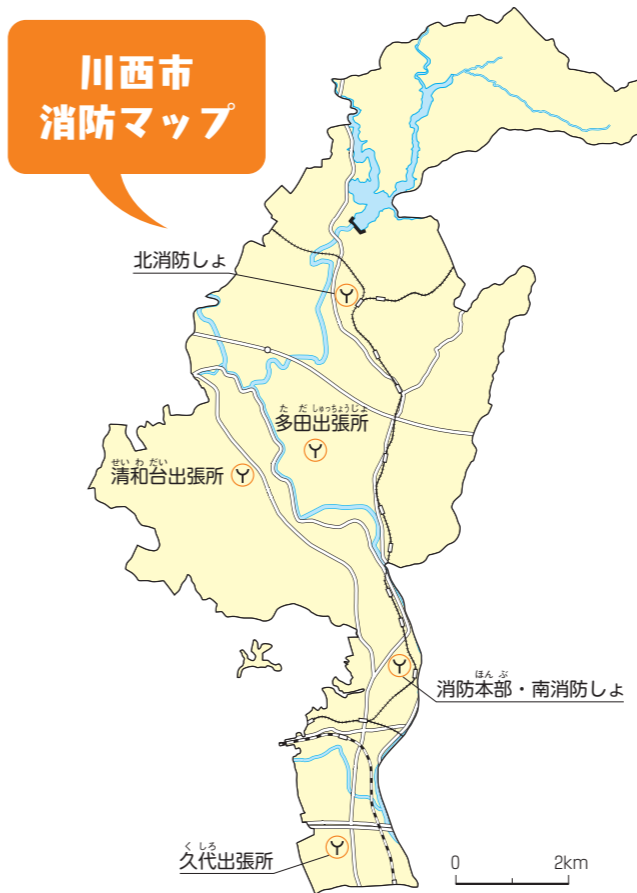 川西市
消防マップ
北消防しょ
ただしゅっちょうじょ
多田出張所
せいわだい
清和台出張所
ほんぶ
消防本部・南消防しょ
くしろ
久代出張所
0 2km